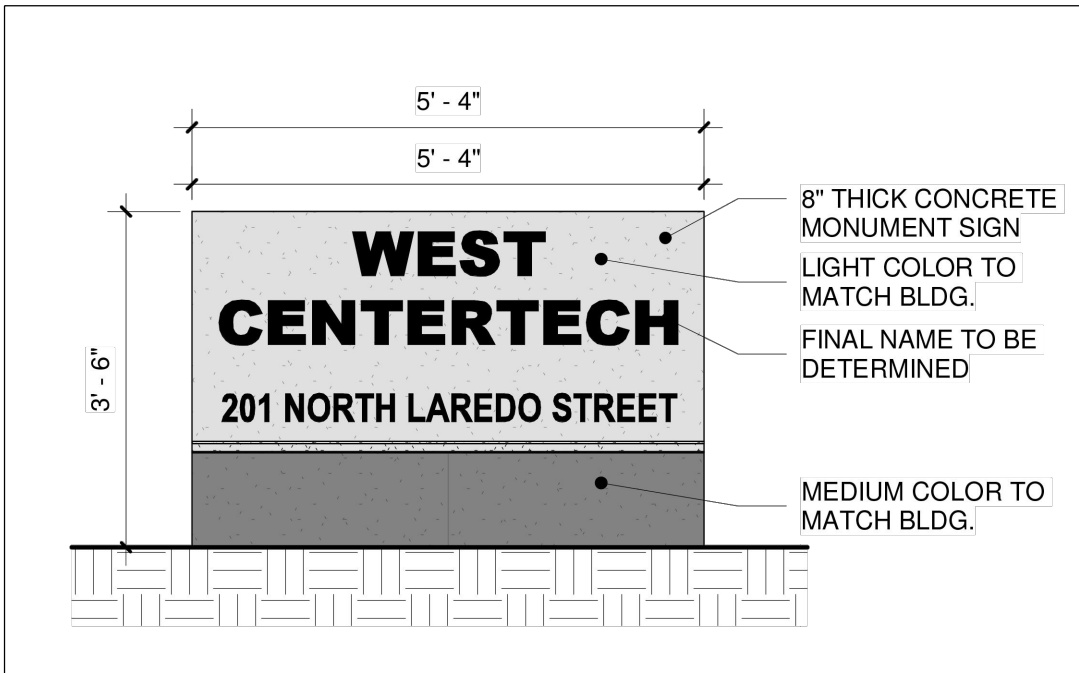 5' - 4"
5' - 4"
3' - 6"
WEST
CENTERTECH
201 NORTH LAREDO STREET
8" THICK CONCRETE
MONUMENT SIGN
LIGHT COLOR TO
MATCH BLDG.
FINAL NAME TO BE
DETERMINED
MEDIUM COLOR TO
MATCH BLDG.